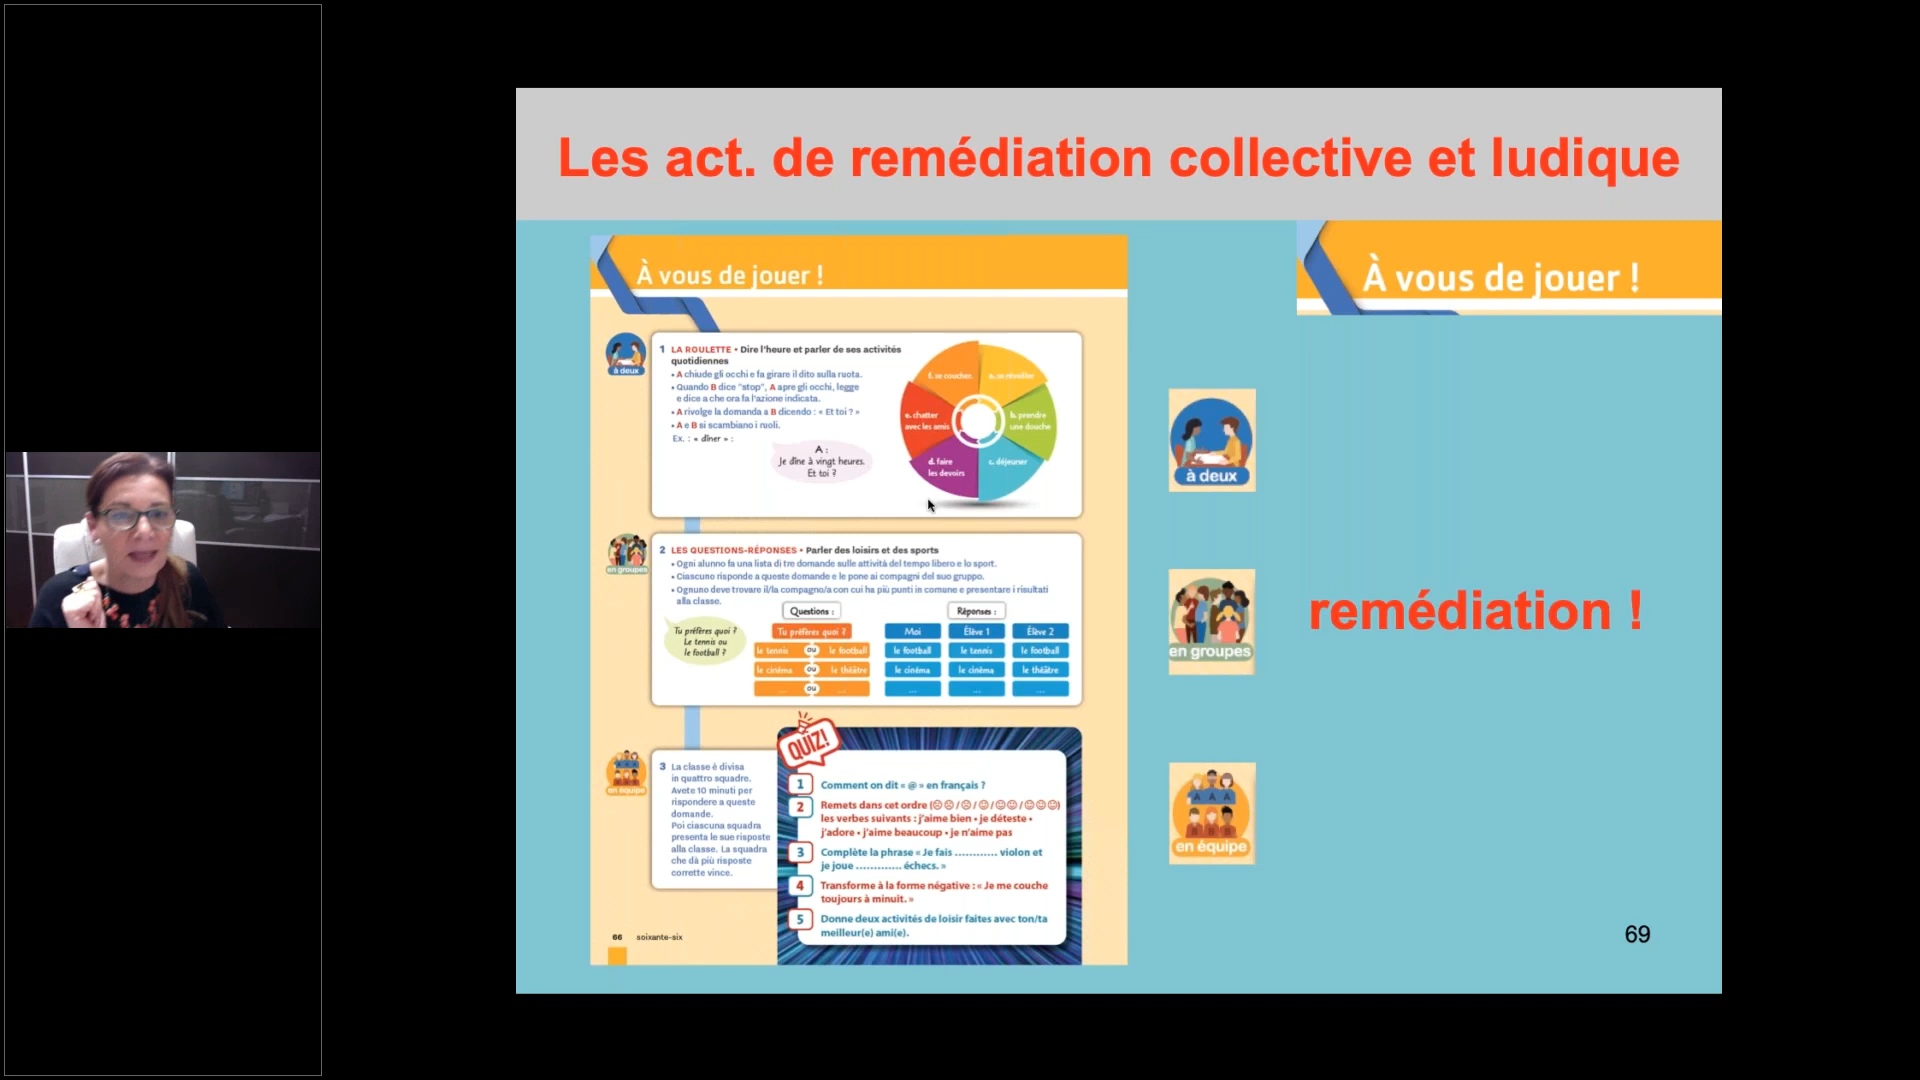 Les act. de remédiation collective et ludique
À vous de jouer !
à deux
1 LA ROULETTE • Dire l'heure et parler de ses activités
quotidiennes
• A chiude gli occhi e fa girare il dito sulla ruota.
• Quando B dice "stop", A apre gli occhi, legge
e dice a che ora fa l'azione indicata.
• A rivolge la domanda a B dicendo : « Et toi ? »
• A e B si scambiano i ruoli.
Ex. : « dîner » :
A :
Je dîne à vingt heures.
Et toi ?
f. se coucher
a. se réveiller
e. chatter
avec les amis
b. prendre
une douche
d. faire
les devoirs
c. déjeuner
en groupes
2 LES QUESTIONS-RÉPONSES • Parler des loisirs et des sports
• Ogni alunno fa una lista di tre domande sulle attività del tempo libero e lo sport.
• Ciascuno risponde a queste domande e le pone ai compagni del suo gruppo.
• Ognuno deve trovare il/la compagno/a con cui ha più punti in comune e presentare i risultati
alla classe.
Tu préfères quoi ?
Le tennis ou
le football ?
Questions :
Tu préfères quoi ?
le tennis ou le football
le cinéma ou le théâtre
... ou ...
Réponses :
Moi Élève 1 Élève 2
le football le tennis le football
le cinéma le cinéma le théâtre
... ... ...
en équipe
3 La classe è divisa
in quattro squadre.
Avete 10 minuti per
rispondere a queste
domande.
Poi ciascuna squadra
presenta le sue risposte
alla classe. La squadra
che dà più risposte
corrette vince.
QUIZ!
1 Comment on dit « @ » en français ?
2 Remets dans cet ordre (☹☹/☹/☺/☺☺/☺☺☺)
les verbes suivants : j'aime bien • je déteste •
j'adore • j'aime beaucoup • je n'aime pas
3 Complète la phrase « Je fais ............ violon et
je joue ............. échecs. »
4 Transforme à la forme négative : « Je me couche
toujours à minuit. »
5 Donne deux activités de loisir faites avec ton/ta
meilleur(e) ami(e).
66 soixante-six
À vous de jouer !
à deux
en groupes
remédiation !
en équipe
69